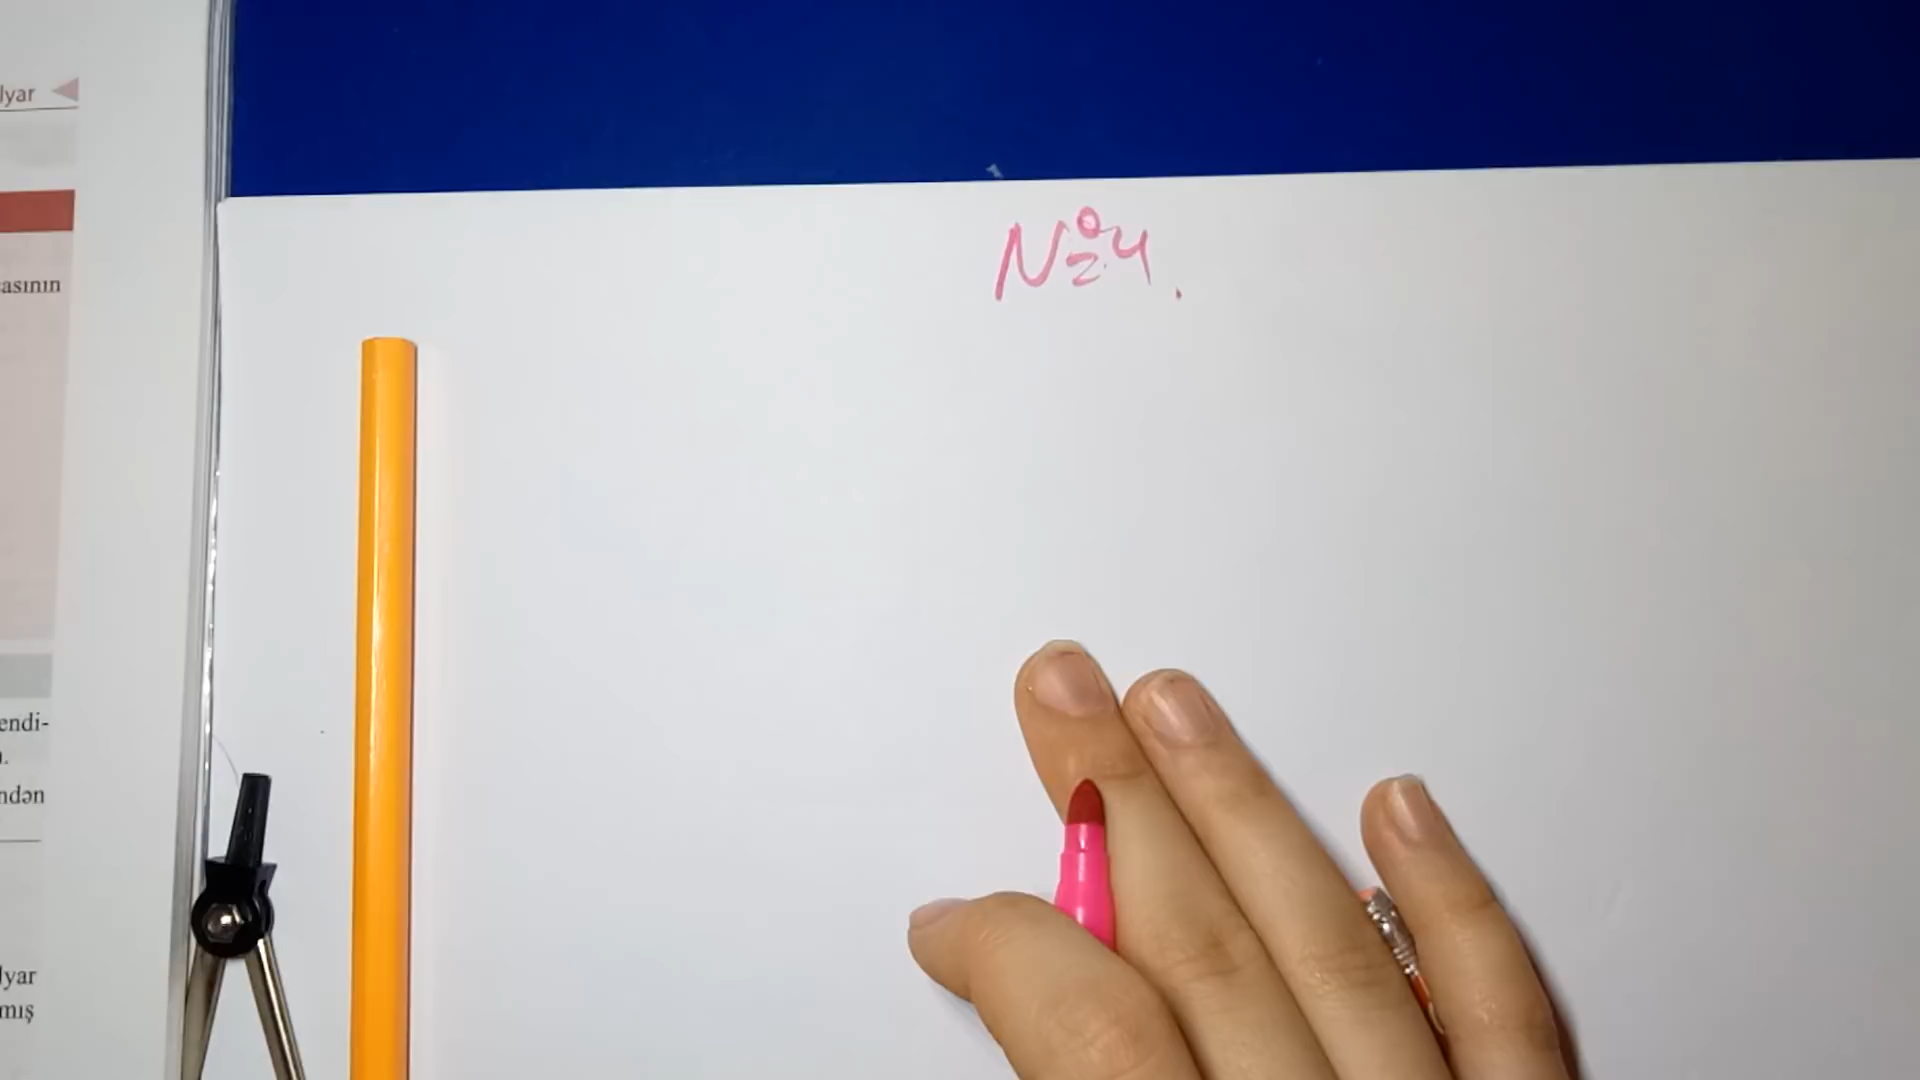 lyar
asının
endi-
ndən
lyar
mış
№4.